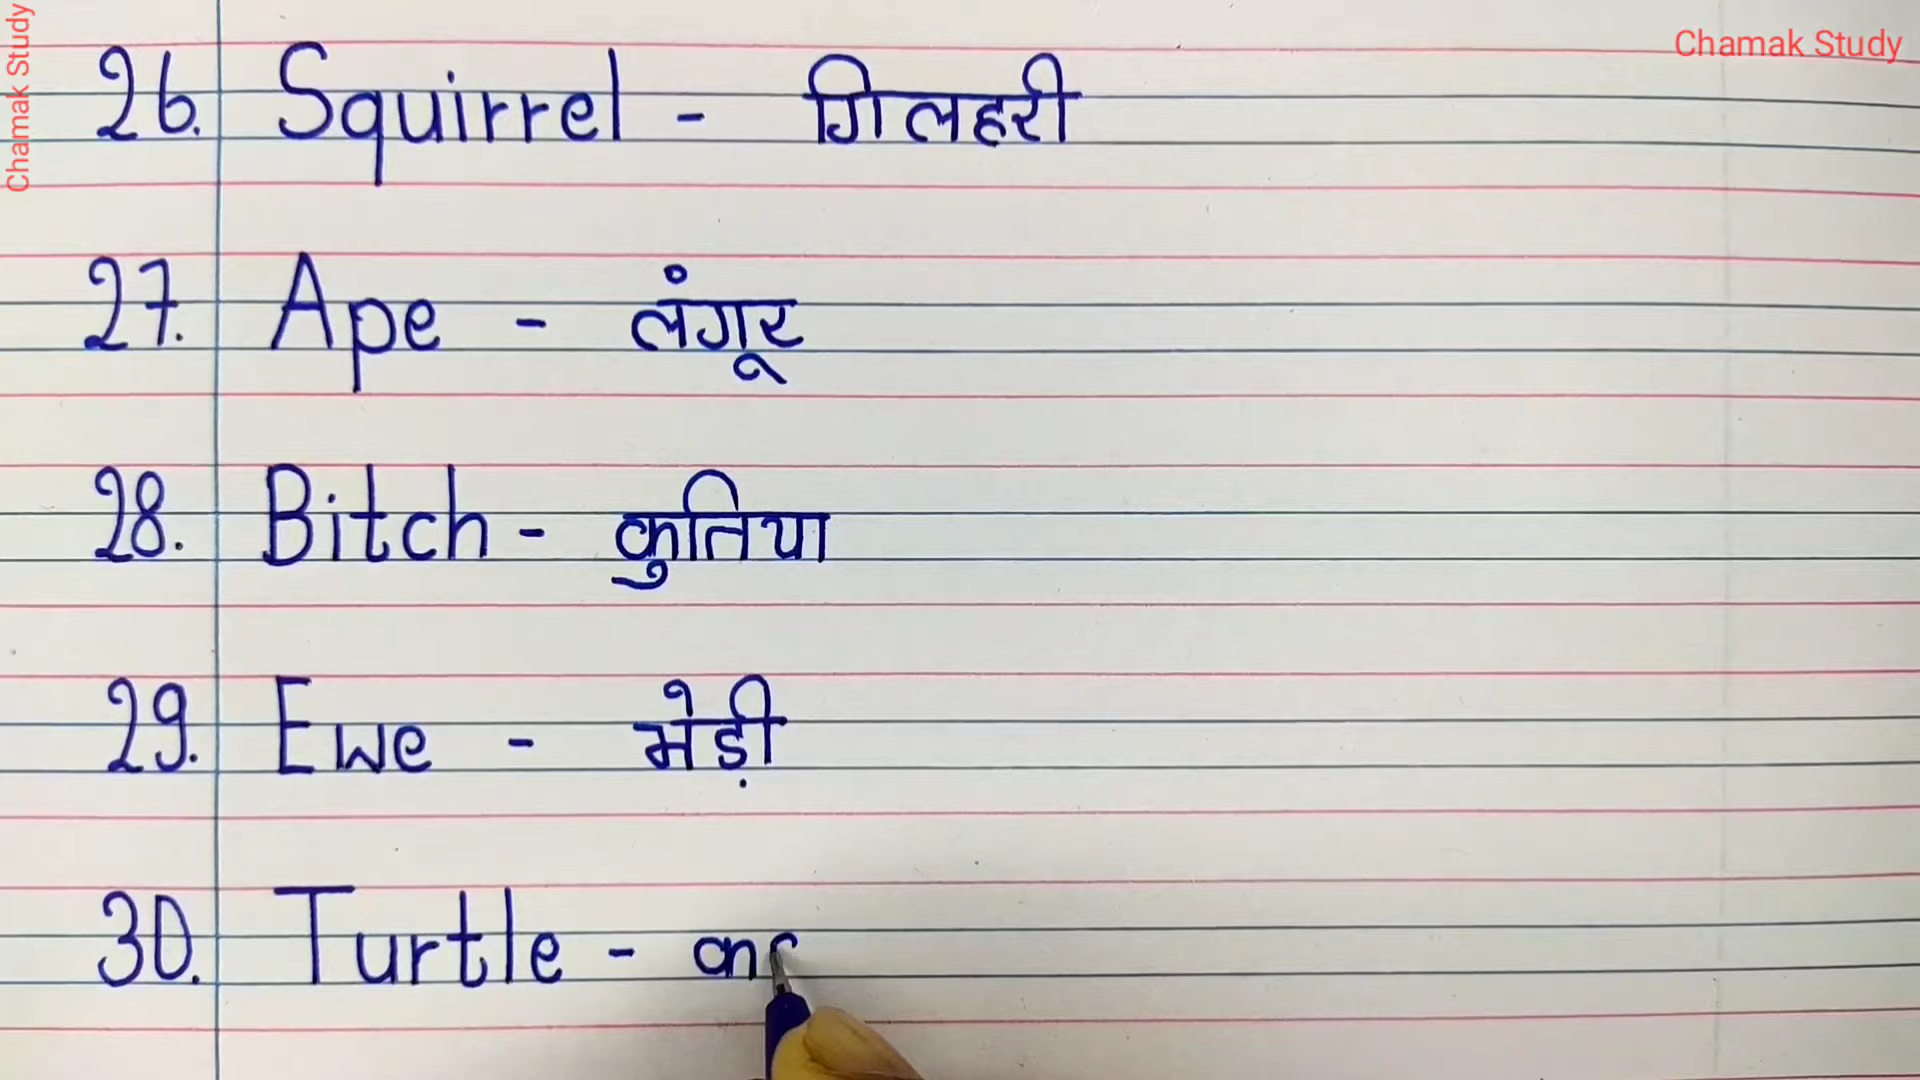 Chamak Study
Chamak Study
26. Squirrel - गिलहरी
27. Ape - लंगूर
28. Bitch - कुतिया
29. Ewe - भेड़ी
30. Turtle -